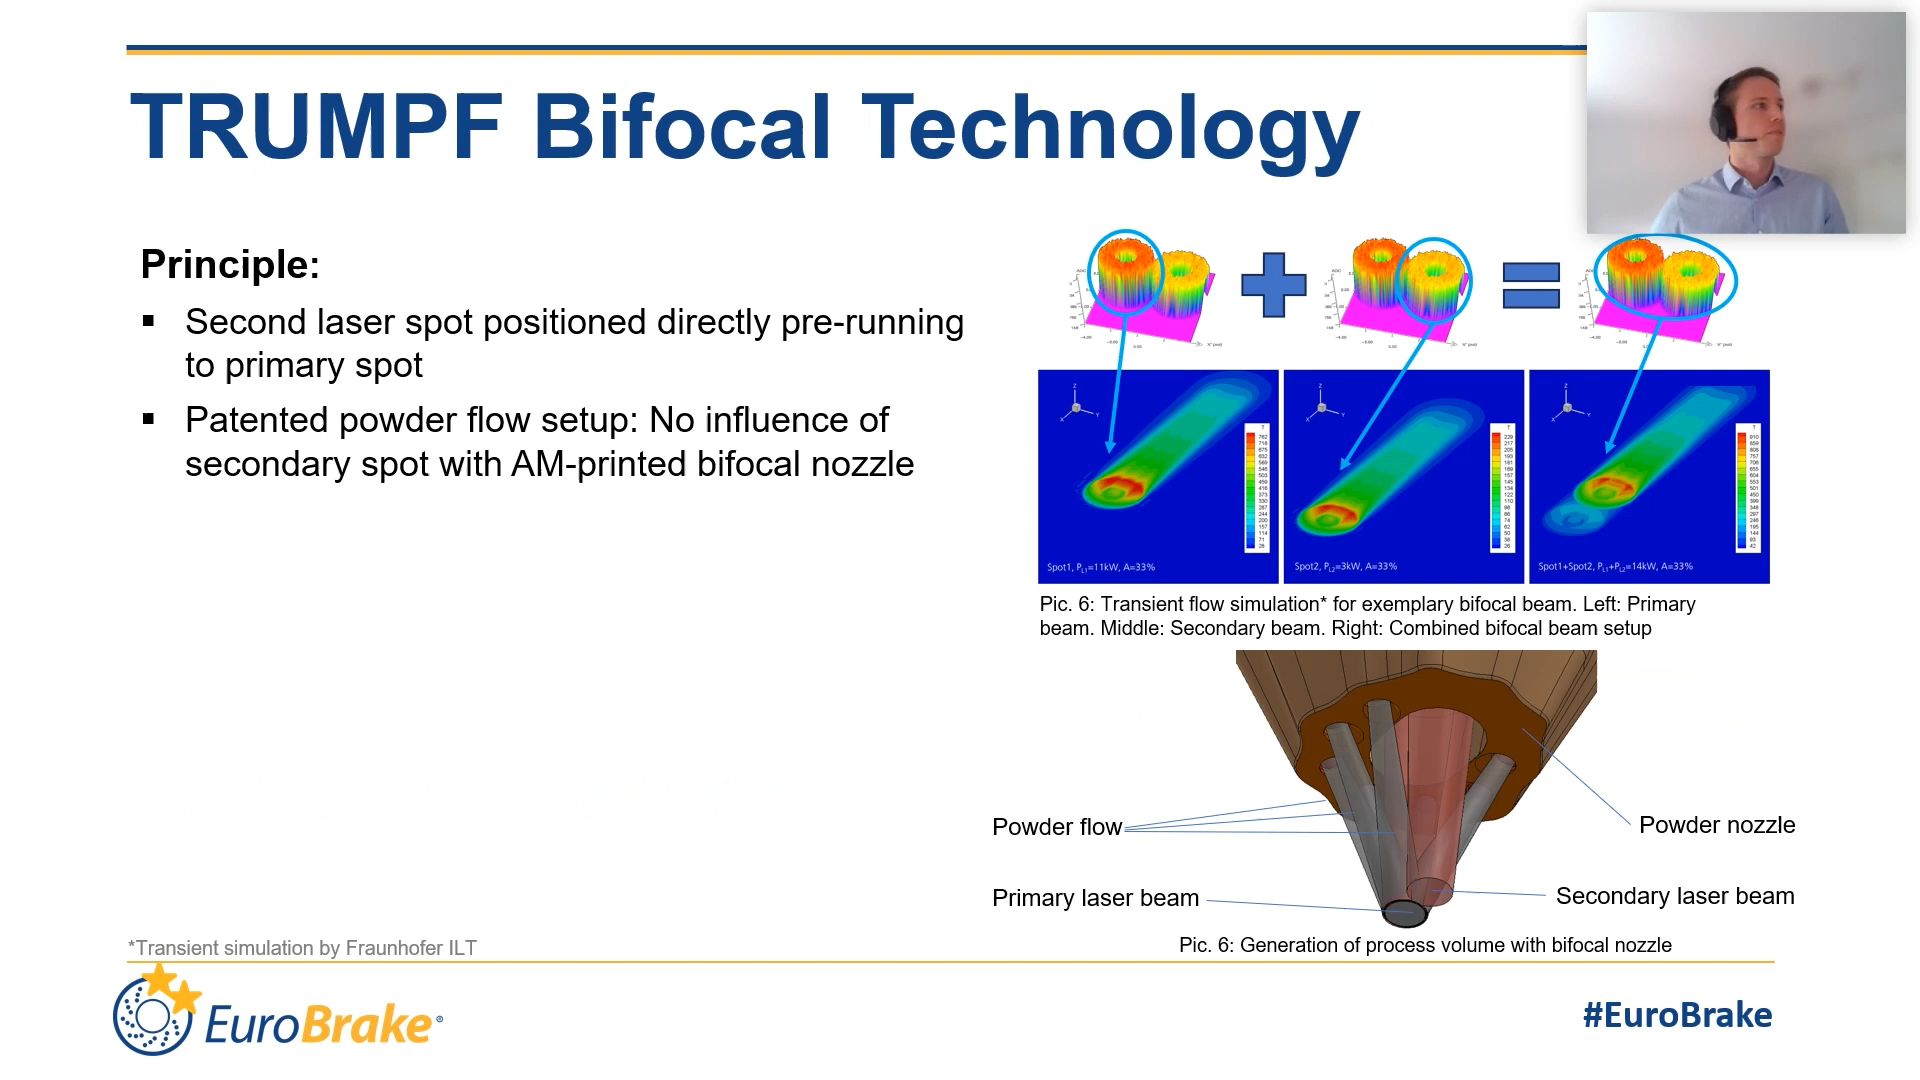 TRUMPF Bifocal Technology
Principle:
▪ Second laser spot positioned directly pre-running
to primary spot
▪ Patented powder flow setup: No influence of
secondary spot with AM-printed bifocal nozzle
Spot1, PL1=11kW, A=33%
Spot2, PL2=3kW, A=33%
Spot1+Spot2, PL1+PL2=14kW, A=33%
Pic. 6: Transient flow simulation* for exemplary bifocal beam. Left: Primary
beam. Middle: Secondary beam. Right: Combined bifocal beam setup
Powder flow
Powder nozzle
Primary laser beam
Secondary laser beam
Pic. 6: Generation of process volume with bifocal nozzle
*Transient simulation by Fraunhofer ILT
EuroBrake®
#EuroBrake